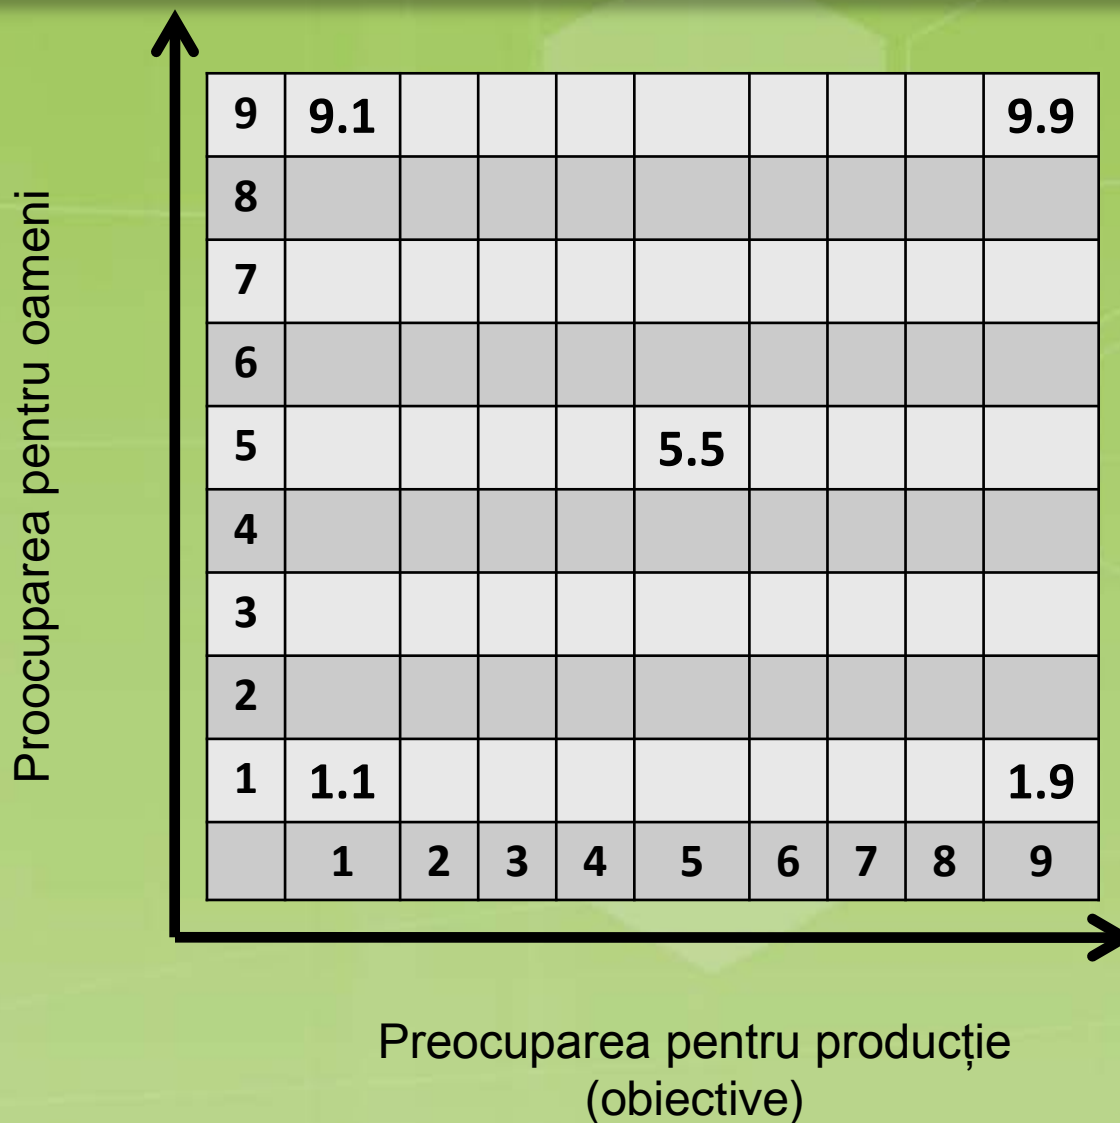 Proocuparea pentru oameni
9 9.1 9.9
8
7
6
5 5.5
4
3
2
1 1.1 1.9
1 2 3 4 5 6 7 8 9
Preocuparea pentru producție
(obiective)